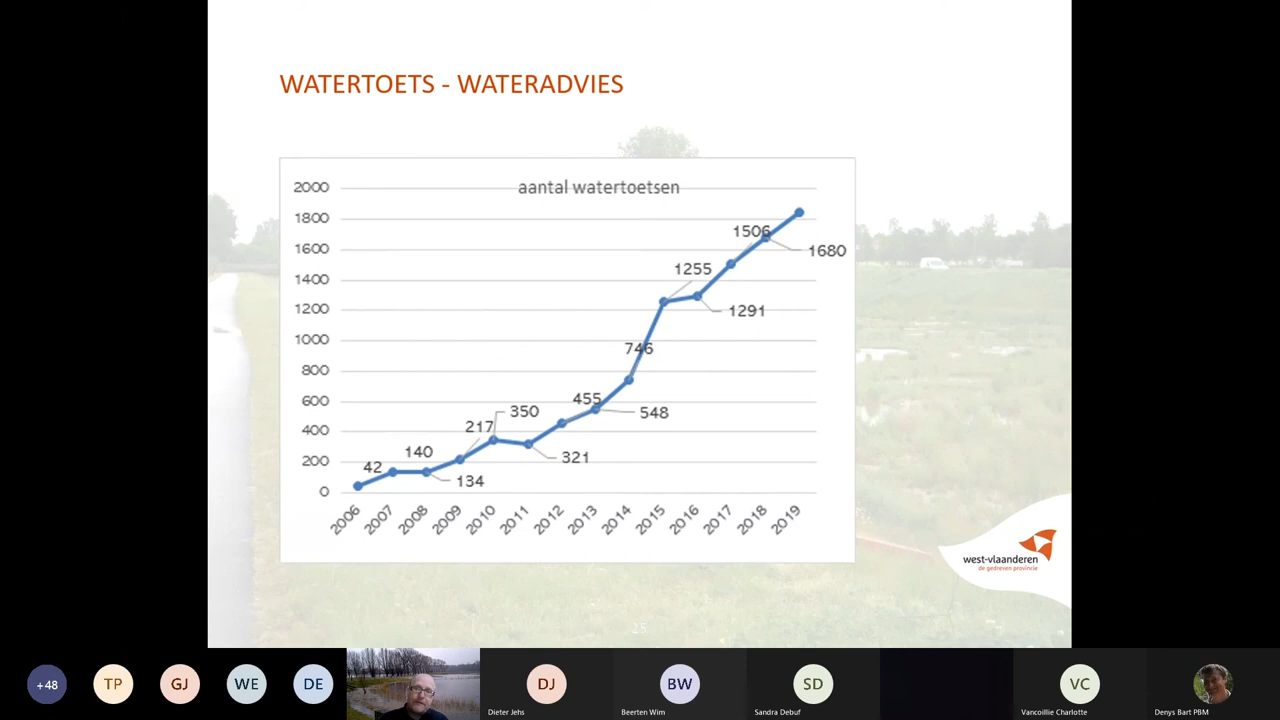 WATERTOETS - WATERADVIES
aantal watertoetsen
2000
1800
1600
1400
1200
1000
800
600
400
200
0
42
140
134
217
350
321
455
548
746
1255
1291
1506
1680
2006
2007
2008
2009
2010
2011
2012
2013
2014
2015
2016
2017
2018
2019
west-vlaanderen
de gedreven provincie
25
+48
TP
GJ
WE
DE
DJ
BW
SD
VC
Dieter Jehs
Beerten Wim
Sandra Debuf
Vancoillie Charlotte
Denys Bart PBM